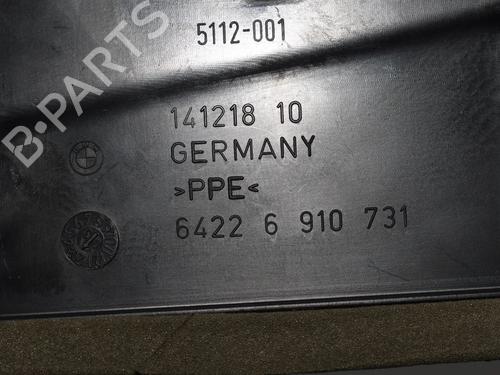 B-PARTS
5112-001
141218 10
GERMANY
>PPE<
6422 6 910 731